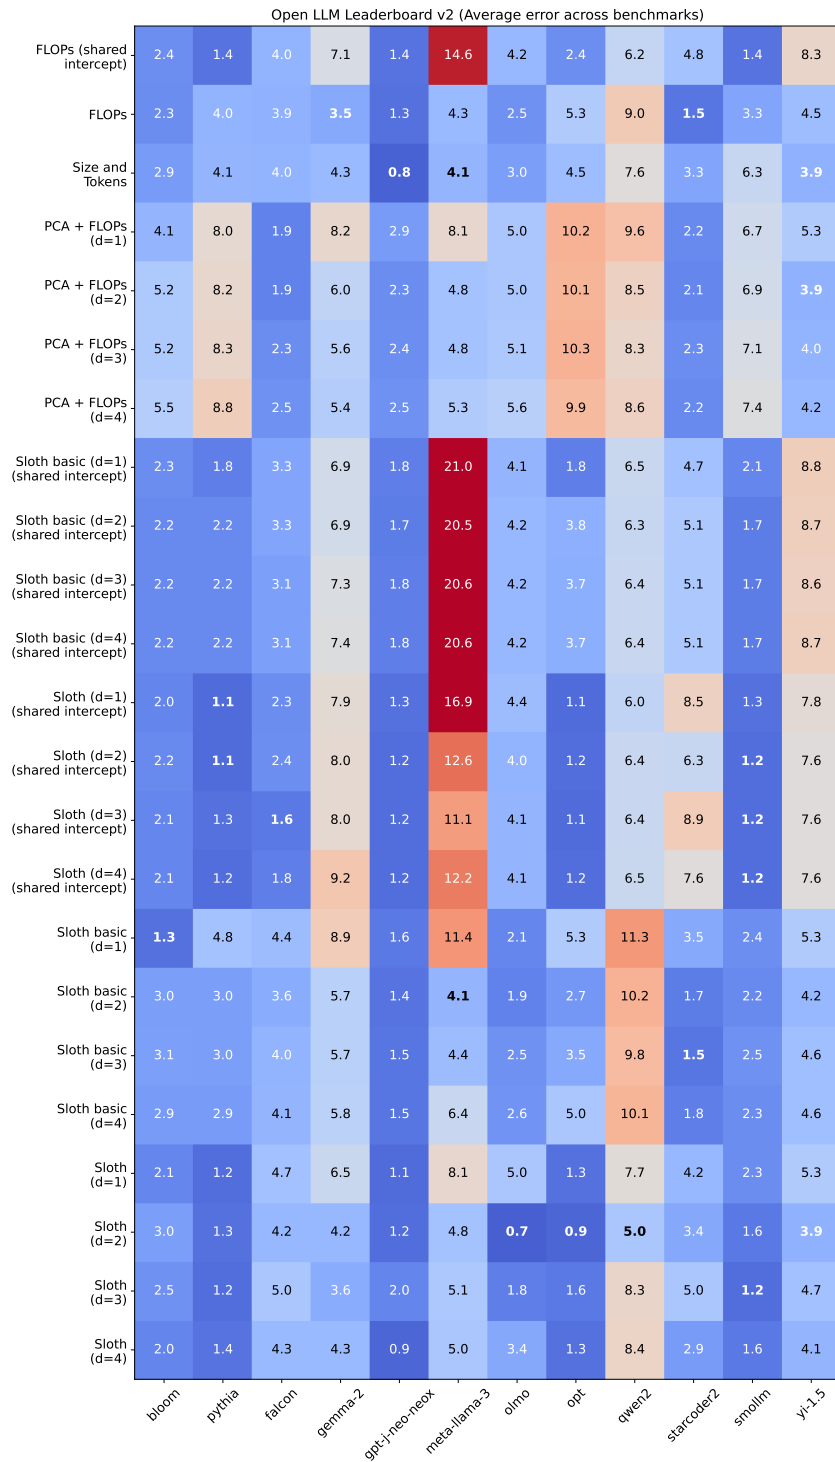 Open LLM Leaderboard v2 (Average error across benchmarks)
FLOPs (shared
intercept)
2.4 1.4 4.0 7.1 1.4 14.6 4.2 2.4 6.2 4.8 1.4 8.3
FLOPs
2.3 4.0 3.9 3.5 1.3 4.3 2.5 5.3 9.0 1.5 3.3 4.5
Size and
Tokens
2.9 4.1 4.0 4.3 0.8 4.1 3.0 4.5 7.6 3.3 6.3 3.9
PCA + FLOPs
(d=1)
4.1 8.0 1.9 8.2 2.9 8.1 5.0 10.2 9.6 2.2 6.7 5.3
PCA + FLOPs
(d=2)
5.2 8.2 1.9 6.0 2.3 4.8 5.0 10.1 8.5 2.1 6.9 3.9
PCA + FLOPs
(d=3)
5.2 8.3 2.3 5.6 2.4 4.8 5.1 10.3 8.3 2.3 7.1 4.0
PCA + FLOPs
(d=4)
5.5 8.8 2.5 5.4 2.5 5.3 5.6 9.9 8.6 2.2 7.4 4.2
Sloth basic (d=1)
(shared intercept)
2.3 1.8 3.3 6.9 1.8 21.0 4.1 1.8 6.5 4.7 2.1 8.8
Sloth basic (d=2)
(shared intercept)
2.2 2.2 3.3 6.9 1.7 20.5 4.2 3.8 6.3 5.1 1.7 8.7
Sloth basic (d=3)
(shared intercept)
2.2 2.2 3.1 7.3 1.8 20.6 4.2 3.7 6.4 5.1 1.7 8.6
Sloth basic (d=4)
(shared intercept)
2.2 2.2 3.1 7.4 1.8 20.6 4.2 3.7 6.4 5.1 1.7 8.7
Sloth (d=1)
(shared intercept)
2.0 1.1 2.3 7.9 1.3 16.9 4.4 1.1 6.0 8.5 1.3 7.8
Sloth (d=2)
(shared intercept)
2.2 1.1 2.4 8.0 1.2 12.6 4.0 1.2 6.4 6.3 1.2 7.6
Sloth (d=3)
(shared intercept)
2.1 1.3 1.6 8.0 1.2 11.1 4.1 1.1 6.4 8.9 1.2 7.6
Sloth (d=4)
(shared intercept)
2.1 1.2 1.8 9.2 1.2 12.2 4.1 1.2 6.5 7.6 1.2 7.6
Sloth basic
(d=1)
1.3 4.8 4.4 8.9 1.6 11.4 2.1 5.3 11.3 3.5 2.4 5.3
Sloth basic
(d=2)
3.0 3.0 3.6 5.7 1.4 4.1 1.9 2.7 10.2 1.7 2.2 4.2
Sloth basic
(d=3)
3.1 3.0 4.0 5.7 1.5 4.4 2.5 3.5 9.8 1.5 2.5 4.6
Sloth basic
(d=4)
2.9 2.9 4.1 5.8 1.5 6.4 2.6 5.0 10.1 1.8 2.3 4.6
Sloth
(d=1)
2.1 1.2 4.7 6.5 1.1 8.1 5.0 1.3 7.7 4.2 2.3 5.3
Sloth
(d=2)
3.0 1.3 4.2 4.2 1.2 4.8 0.7 0.9 5.0 3.4 1.6 3.9
Sloth
(d=3)
2.5 1.2 5.0 3.6 2.0 5.1 1.8 1.6 8.3 5.0 1.2 4.7
Sloth
(d=4)
2.0 1.4 4.3 4.3 0.9 5.0 3.4 1.3 8.4 2.9 1.6 4.1
bloom pythia falcon gemma-2 gpt-j-neo-neox meta-llama-3 olmo opt qwen2 starcoder2 smollm yi-1.5